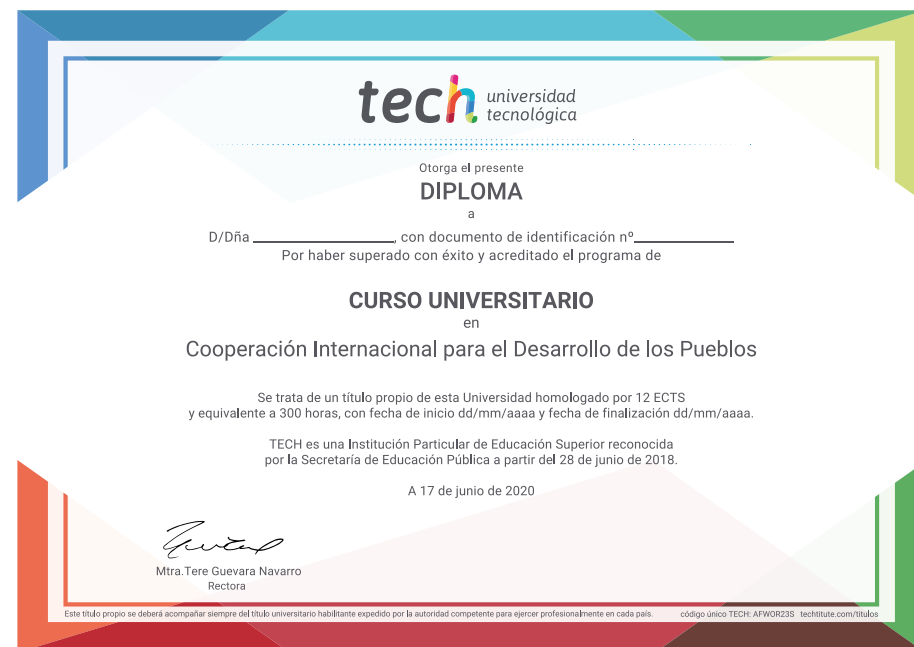 tech universidad
tecnológica
Otorga el presente
DIPLOMA
a
D/Dña , con documento de identificación nº
Por haber superado con éxito y acreditado el programa de
CURSO UNIVERSITARIO
en
Cooperación Internacional para el Desarrollo de los Pueblos
Se trata de un título propio de esta Universidad homologado por 12 ECTS
y equivalente a 300 horas, con fecha de inicio dd/mm/aaaa y fecha de finalización dd/mm/aaaa.
TECH es una Institución Particular de Educación Superior reconocida
por la Secretaría de Educación Pública a partir del 28 de junio de 2018.
A 17 de junio de 2020
Mtra.Tere Guevara Navarro
Rectora
Este título propio se deberá acompañar siempre del título universitario habilitante expedido por la autoridad competente para ejercer profesionalmente en cada país. código único TECH: AFWOR23S techtitute.com/titulos